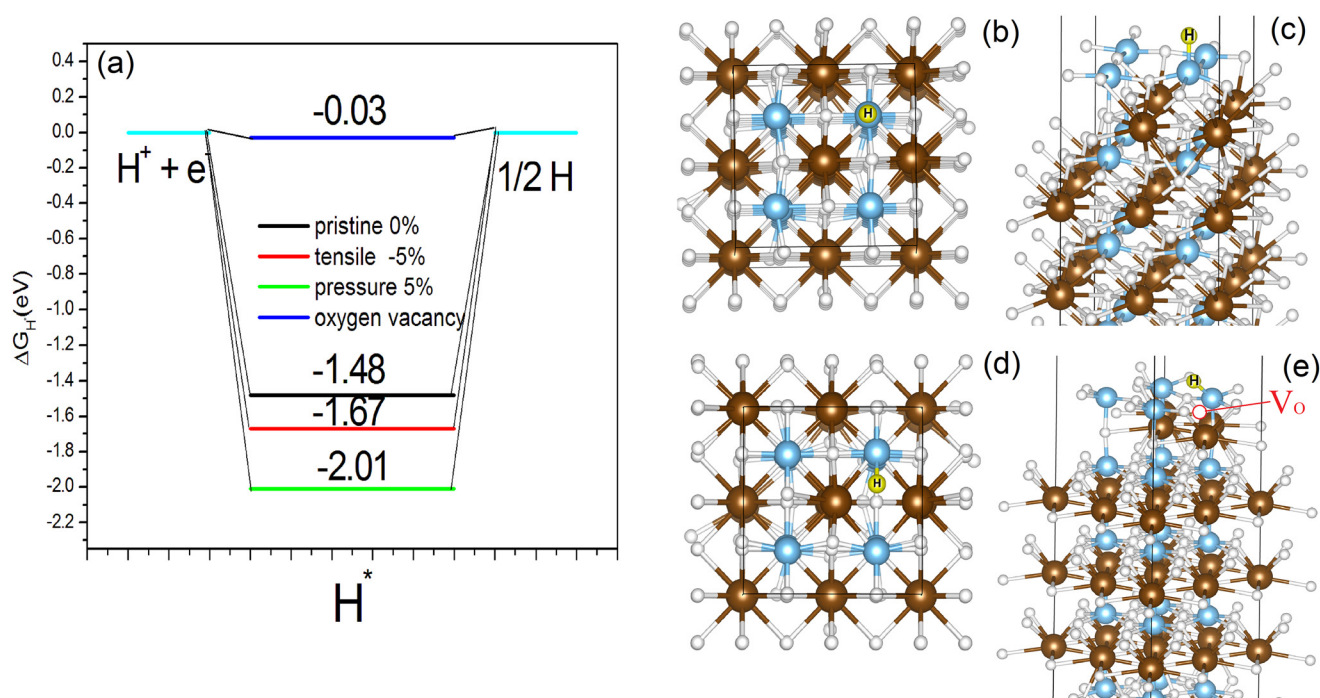 (a)
0.4
0.2
0.0
-0.2
-0.4
-0.6
-0.8
-1.0
-1.2
-1.4
-1.6
-1.8
-2.0
-2.2
ΔG_H*(eV)
-0.03
H⁺ + e⁻
1/2 H
pristine 0%
tensile -5%
pressure 5%
oxygen vacancy
-1.48
-1.67
-2.01
H*
(b)
H
(c)
H
(d)
H
(e)
H
V_O